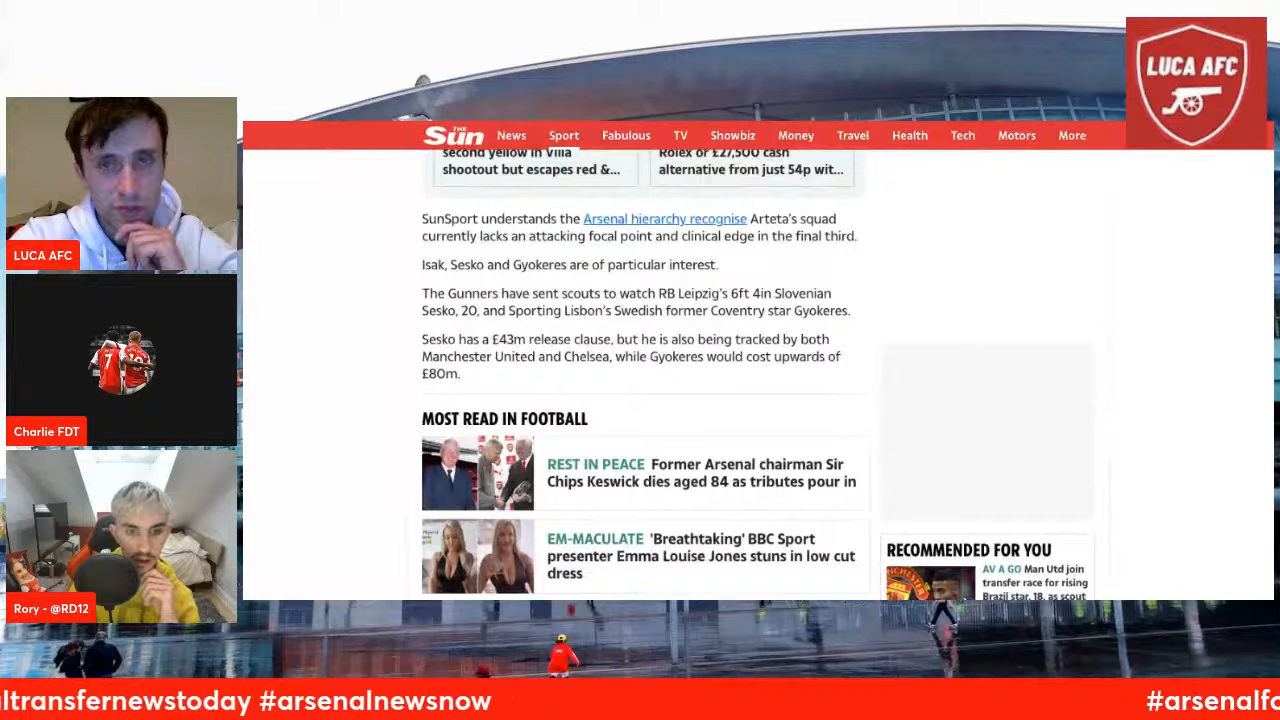 LUCA AFC
THE Sun
News Sport Fabulous TV Showbiz Money Travel Health Tech Motors More
second yellow in Villa
shootout but escapes red &...
Rolex or £27,500 cash
alternative from just 54p wit...
SunSport understands the Arsenal hierarchy recognise Arteta's squad
currently lacks an attacking focal point and clinical edge in the final third.
Isak, Sesko and Gyokeres are of particular interest.
The Gunners have sent scouts to watch RB Leipzig's 6ft 4in Slovenian
Sesko, 20, and Sporting Lisbon's Swedish former Coventry star Gyokeres.
Sesko has a £43m release clause, but he is also being tracked by both
Manchester United and Chelsea, while Gyokeres would cost upwards of
£80m.
MOST READ IN FOOTBALL
REST IN PEACE Former Arsenal chairman Sir
Chips Keswick dies aged 84 as tributes pour in
EM-MACULATE 'Breathtaking' BBC Sport
presenter Emma Louise Jones stuns in low cut
dress
RECOMMENDED FOR YOU
AV A GO Man Utd join
transfer race for rising
Brazil star, 18, as scout
LUCA AFC
Charlie FDT
7
Rory - @RD12
ltransfernewstoday #arsenalnewsnow
#arsenalfo